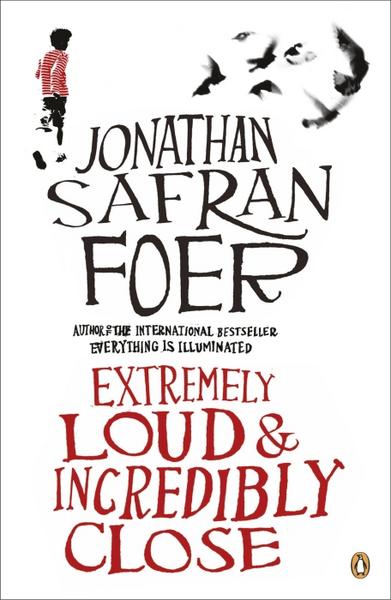 JONATHAN
SAFRAN
FOER
AUTHOR OF THE INTERNATIONAL BESTSELLER
EVERYTHING IS ILLUMINATED
EXTREMELY
LOUD &
INCREDIBLY
CLOSE